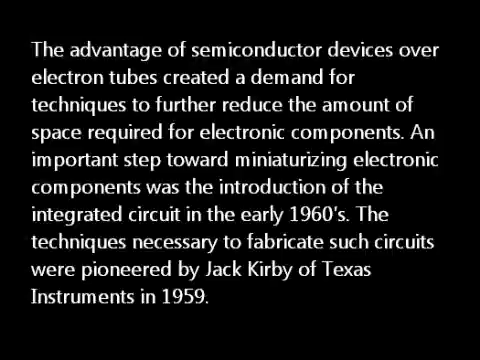 The advantage of semiconductor devices over
electron tubes created a demand for
techniques to further reduce the amount of
space required for electronic components. An
important step toward miniaturizing electronic
components was the introduction of the
integrated circuit in the early 1960's. The
techniques necessary to fabricate such circuits
were pioneered by Jack Kirby of Texas
Instruments in 1959.